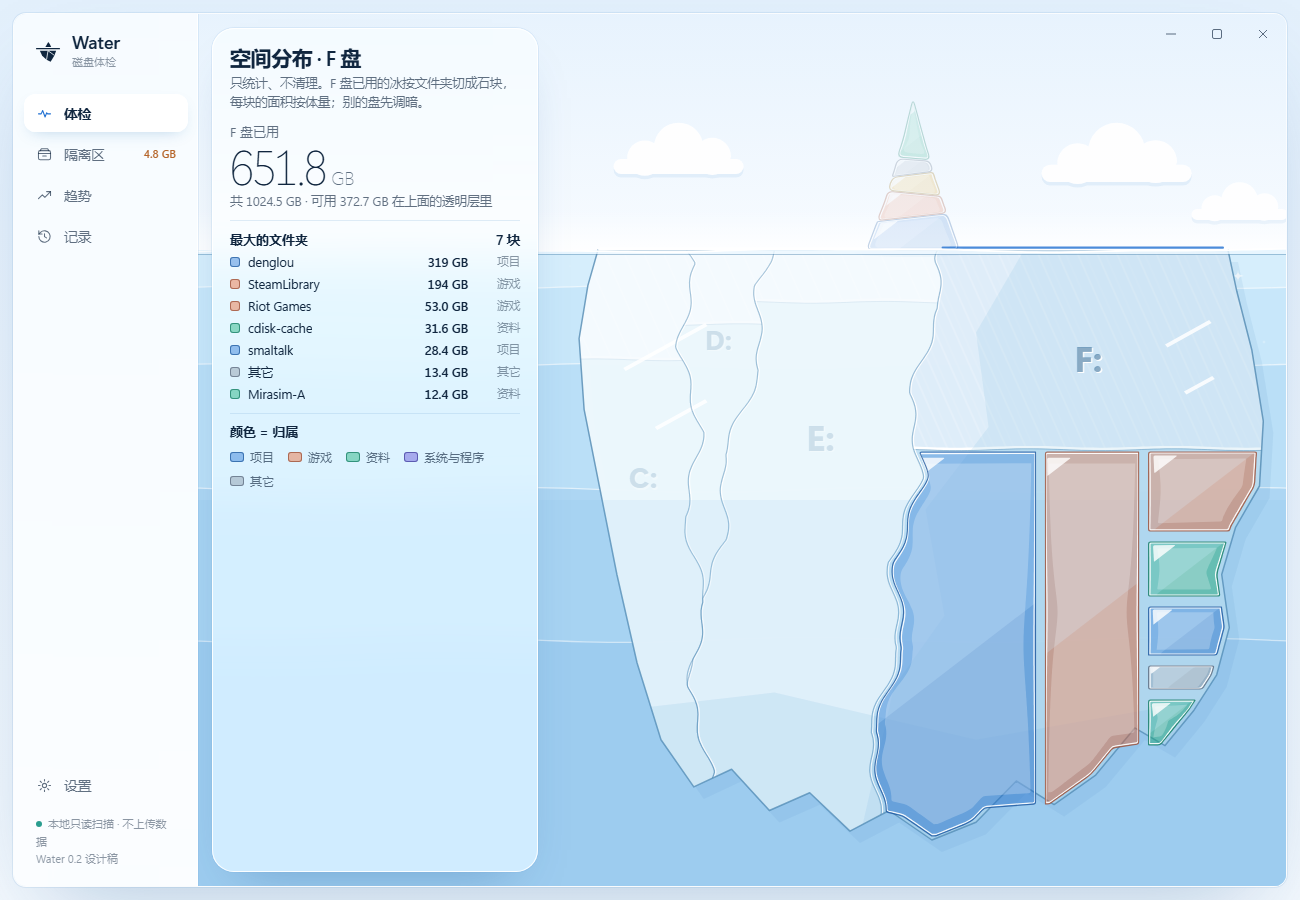 Water
磁盘体检
体检
隔离区 4.8 GB
趋势
记录
设置
本地只读扫描 · 不上传数
据
Water 0.2 设计稿
空间分布 · F 盘
只统计、不清理。F 盘已用的冰按文件夹切成石块，
每块的面积按体量；别的盘先调暗。
F 盘已用
651.8 GB
共 1024.5 GB · 可用 372.7 GB 在上面的透明层里
最大的文件夹 7 块
denglou 319 GB 项目
SteamLibrary 194 GB 游戏
Riot Games 53.0 GB 游戏
cdisk-cache 31.6 GB 资料
smaltalk 28.4 GB 项目
其它 13.4 GB 其它
Mirasim-A 12.4 GB 资料
颜色 = 归属
项目 游戏 资料 系统与程序
其它
D:
F:
E:
C: